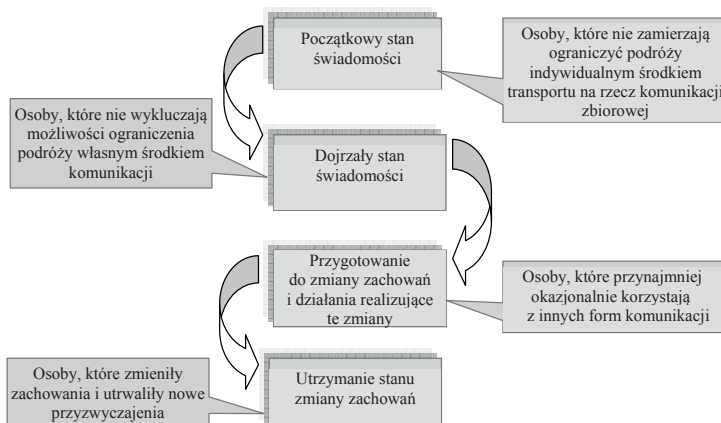 Początkowy stan
świadomości
Osoby, które nie zamierzają
ograniczyć podróży
indywidualnym środkiem
transportu na rzecz komunikacji
zbiorowej
Osoby, które nie wykluczają
możliwości ograniczenia
podróży własnym środkiem
komunikacji
Dojrzały stan
świadomości
Przygotowanie
do zmiany zachowań
i działania realizujące
te zmiany
Osoby, które przynajmniej
okazjonalnie korzystają
z innych form komunikacji
Osoby, które zmieniły
zachowania i utrwaliły nowe
przyzwyczajenia
Utrzymanie stanu
zmiany zachowań